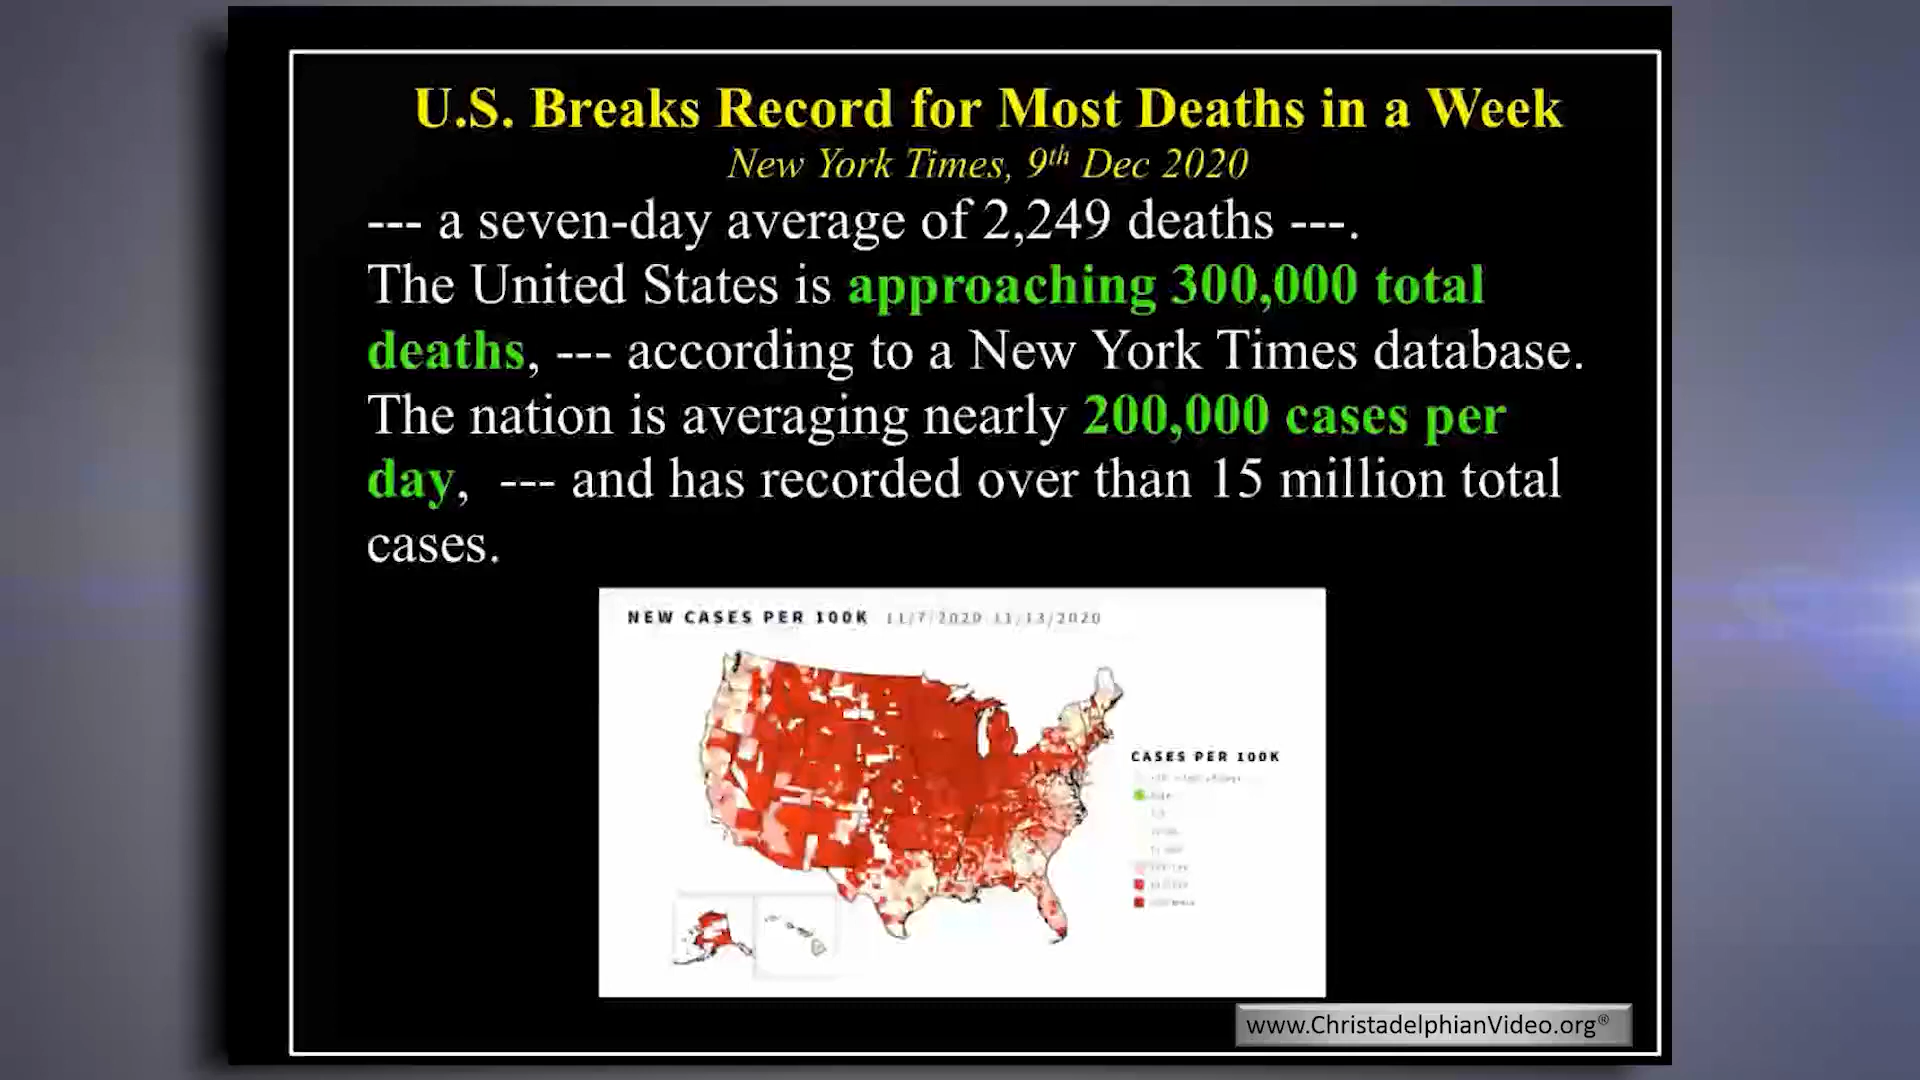 U.S. Breaks Record for Most Deaths in a Week
New York Times, 9th Dec 2020
--- a seven-day average of 2,249 deaths ---.
The United States is approaching 300,000 total
deaths, --- according to a New York Times database.
The nation is averaging nearly 200,000 cases per
day, --- and has recorded over than 15 million total
cases.
NEW CASES PER 100K 11/7/2020 11/13/2020
CASES PER 100K
www.ChristadelphianVideo.org®